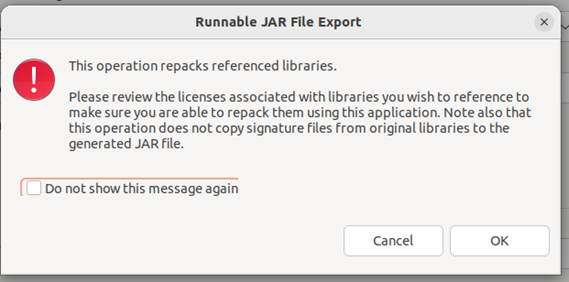 Runnable JAR File Export
This operation repacks referenced libraries.
Please review the licenses associated with libraries you wish to reference to
make sure you are able to repack them using this application. Note also that
this operation does not copy signature files from original libraries to the
generated JAR file.
Do not show this message again
Cancel
OK